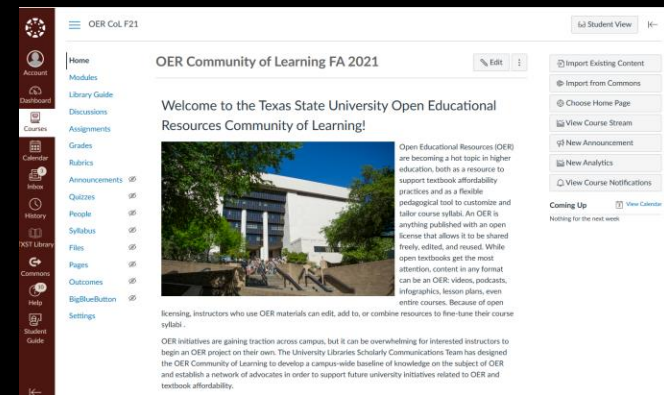 OER CoL F21
Student View
Account
Dashboard
Courses
Calendar
Inbox
History
TXST Library
Commons
Help
Student
Guide
Home
Modules
Library Guide
Discussions
Assignments
Grades
Rubrics
Announcements
Quizzes
People
Syllabus
Files
Pages
Outcomes
BigBlueButton
Settings
OER Community of Learning FA 2021
Edit
Welcome to the Texas State University Open Educational
Resources Community of Learning!
Open Educational Resources (OER)
are becoming a hot topic in higher
education, both as a resource to
support textbook affordability
practices and as a flexible
pedagogical tool to customize and
tailor course syllabi. An OER is
anything published with an open
license that allows it to be shared
freely, edited, and reused. While
open textbooks get the most
attention, content in any format
can be an OER: videos, podcasts,
infographics, lesson plans, even
entire courses. Because of open
licensing, instructors who use OER materials can edit, add to, or combine resources to fine-tune their course
syllabi .
OER initiatives are gaining traction across campus, but it can be overwhelming for interested instructors to
begin an OER project on their own. The University Libraries Scholarly Communications Team has designed
the OER Community of Learning to develop a campus-wide baseline of knowledge on the subject of OER
and establish a network of advocates in order to support future university initiatives related to OER and
textbook affordability.
Import Existing Content
Import from Commons
Choose Home Page
View Course Stream
New Announcement
New Analytics
View Course Notifications
Coming Up
View Calendar
Nothing for the next week